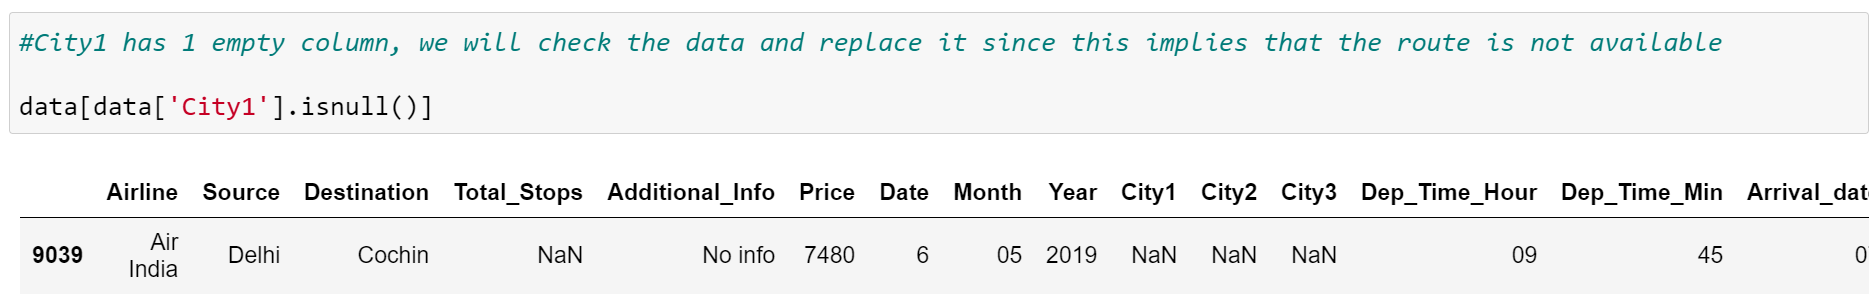 #City1 has 1 empty column, we will check the data and replace it since this implies that the route is not available
data[data['City1'].isnull()]
Airline Source Destination Total_Stops Additional_Info Price Date Month Year City1 City2 City3 Dep_Time_Hour Dep_Time_Min
9039 Air India Delhi Cochin NaN No info 7480 6 05 2019 NaN NaN NaN 09 45